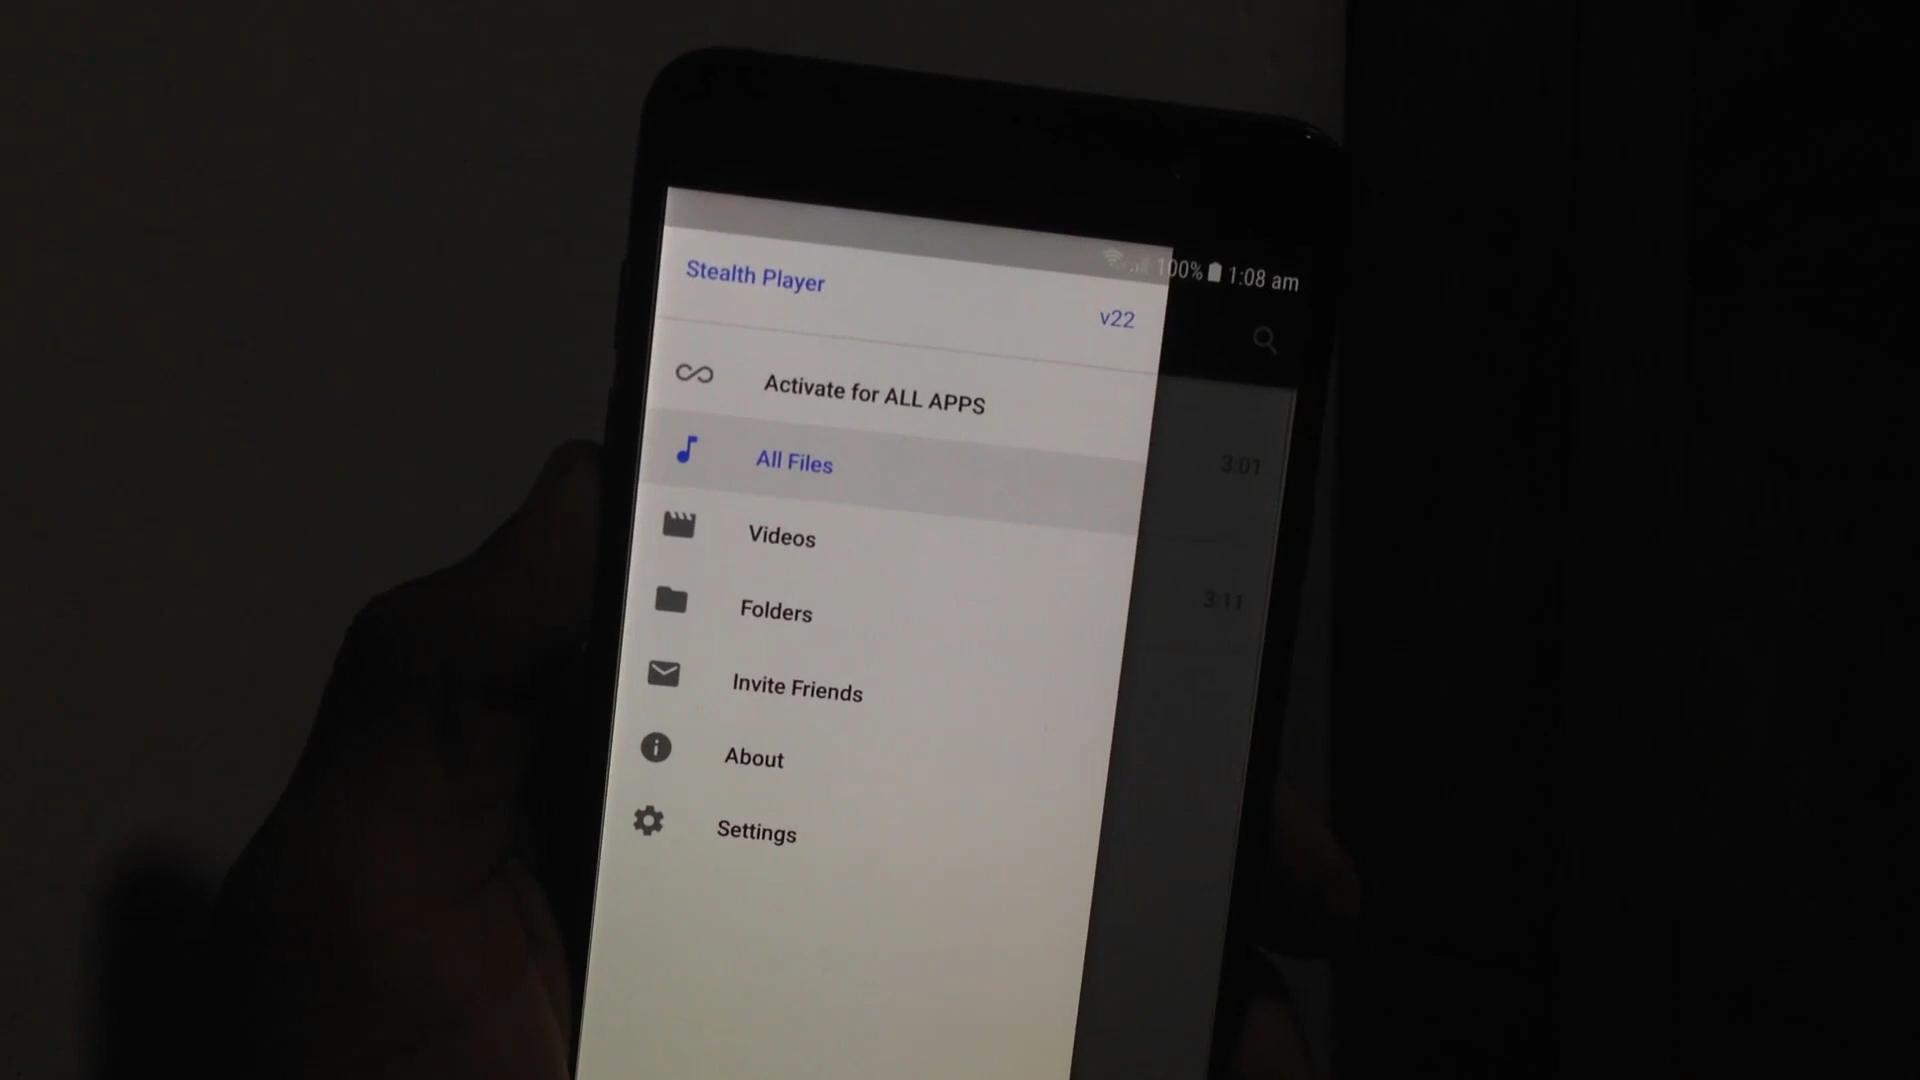 100% 1:08 am
Stealth Player
v22
Activate for ALL APPS
All Files
3:01
Videos
Folders
3:11
Invite Friends
About
Settings